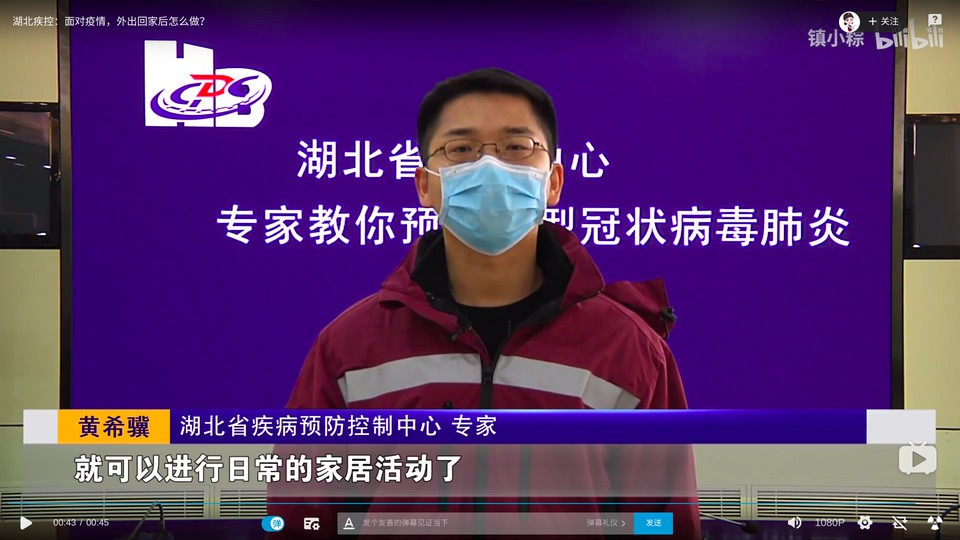 湖北疾控：面对疫情，外出回家后怎么做？
+ 关注
镇小粽 bilibili
CDC
湖北省 中心
专家教你预 型冠状病毒肺炎
黄希骥 湖北省疾病预防控制中心 专家
就可以进行日常的家居活动了
00:43 / 00:45
弹
A
发个友善的弹幕见证当下
弹幕礼仪 >
发送
1080P